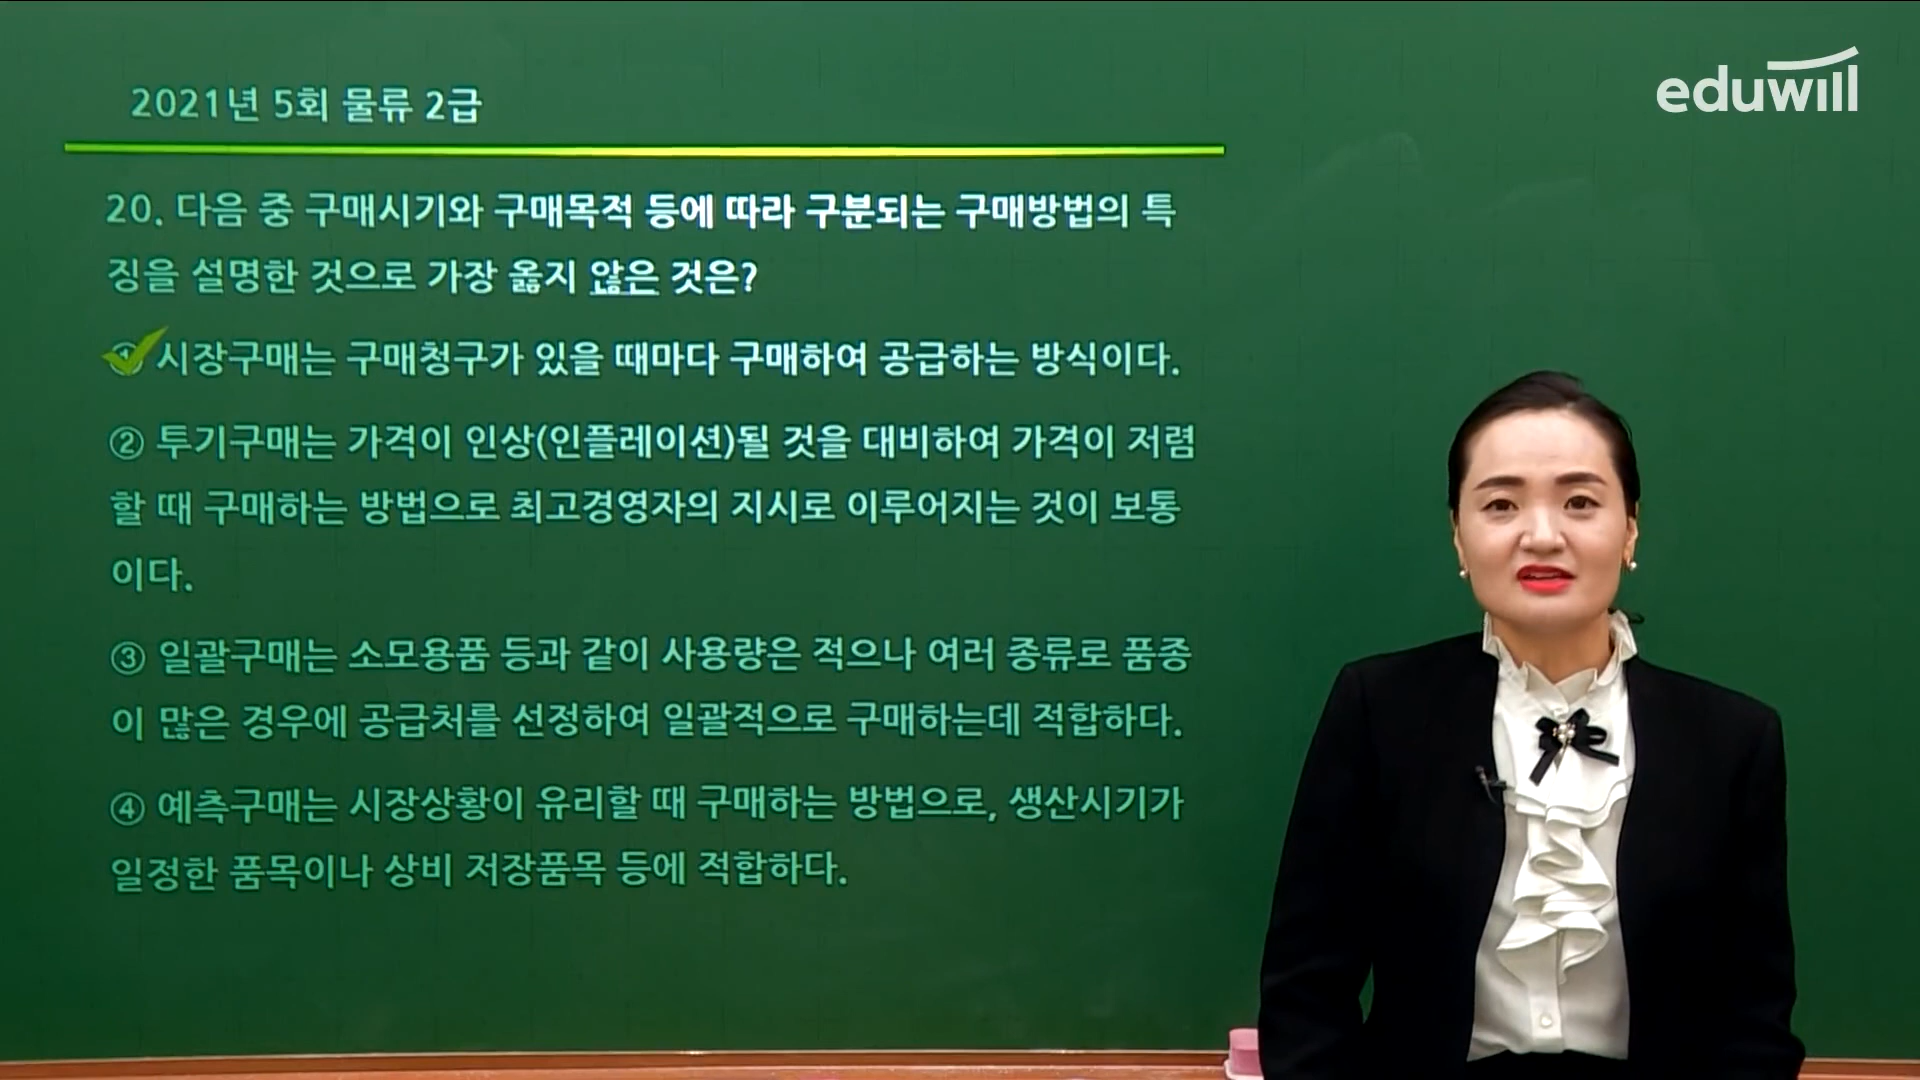 eduwill
2021년 5회 물류 2급
20. 다음 중 구매시기와 구매목적 등에 따라 구분되는 구매방법의 특
징을 설명한 것으로 가장 옳지 않은 것은?
① 시장구매는 구매청구가 있을 때마다 구매하여 공급하는 방식이다.
② 투기구매는 가격이 인상(인플레이션)될 것을 대비하여 가격이 저렴
할 때 구매하는 방법으로 최고경영자의 지시로 이루어지는 것이 보통
이다.
③ 일괄구매는 소모용품 등과 같이 사용량은 적으나 여러 종류로 품종
이 많은 경우에 공급처를 선정하여 일괄적으로 구매하는데 적합하다.
④ 예측구매는 시장상황이 유리할 때 구매하는 방법으로, 생산시기가
일정한 품목이나 상비 저장품목 등에 적합하다.